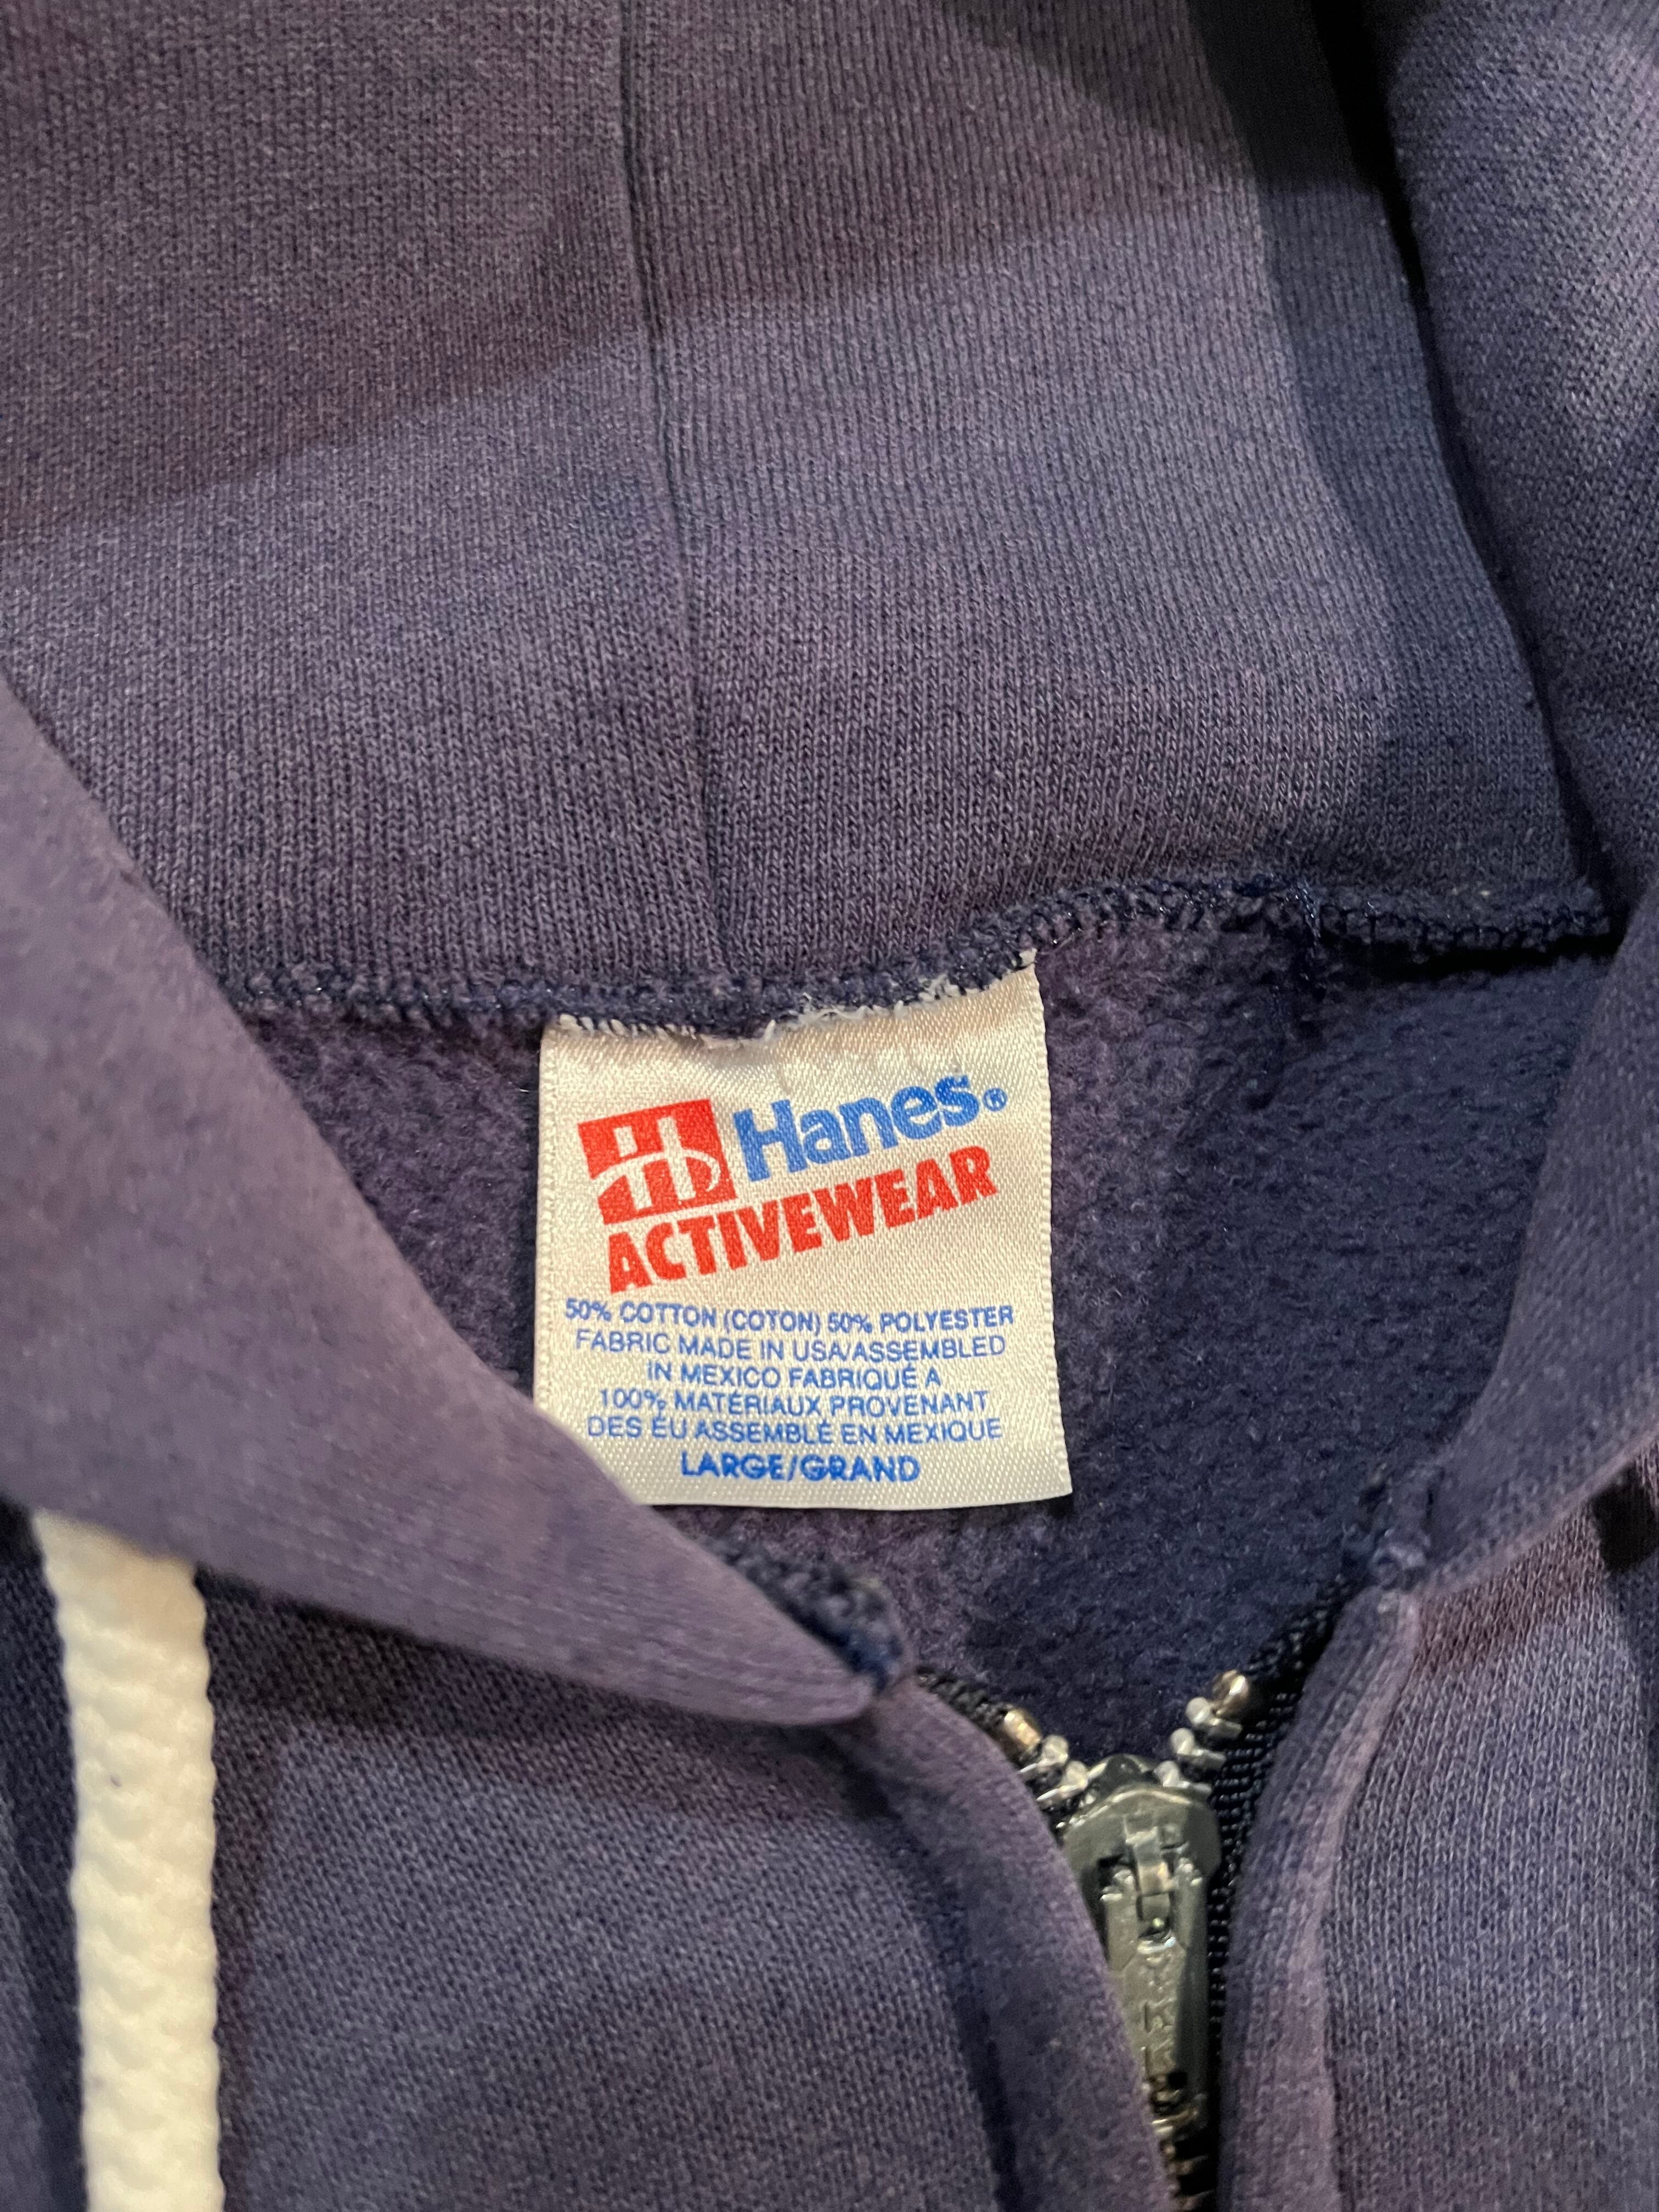 H Hanes®
ACTIVEWEAR
50% COTTON (COTON) 50% POLYESTER
FABRIC MADE IN USA/ASSEMBLED
IN MEXICO FABRIQUÉ A
100% MATÉRIAUX PROVENANT
DES ÉU ASSEMBLÉ EN MEXIQUE
LARGE/GRAND